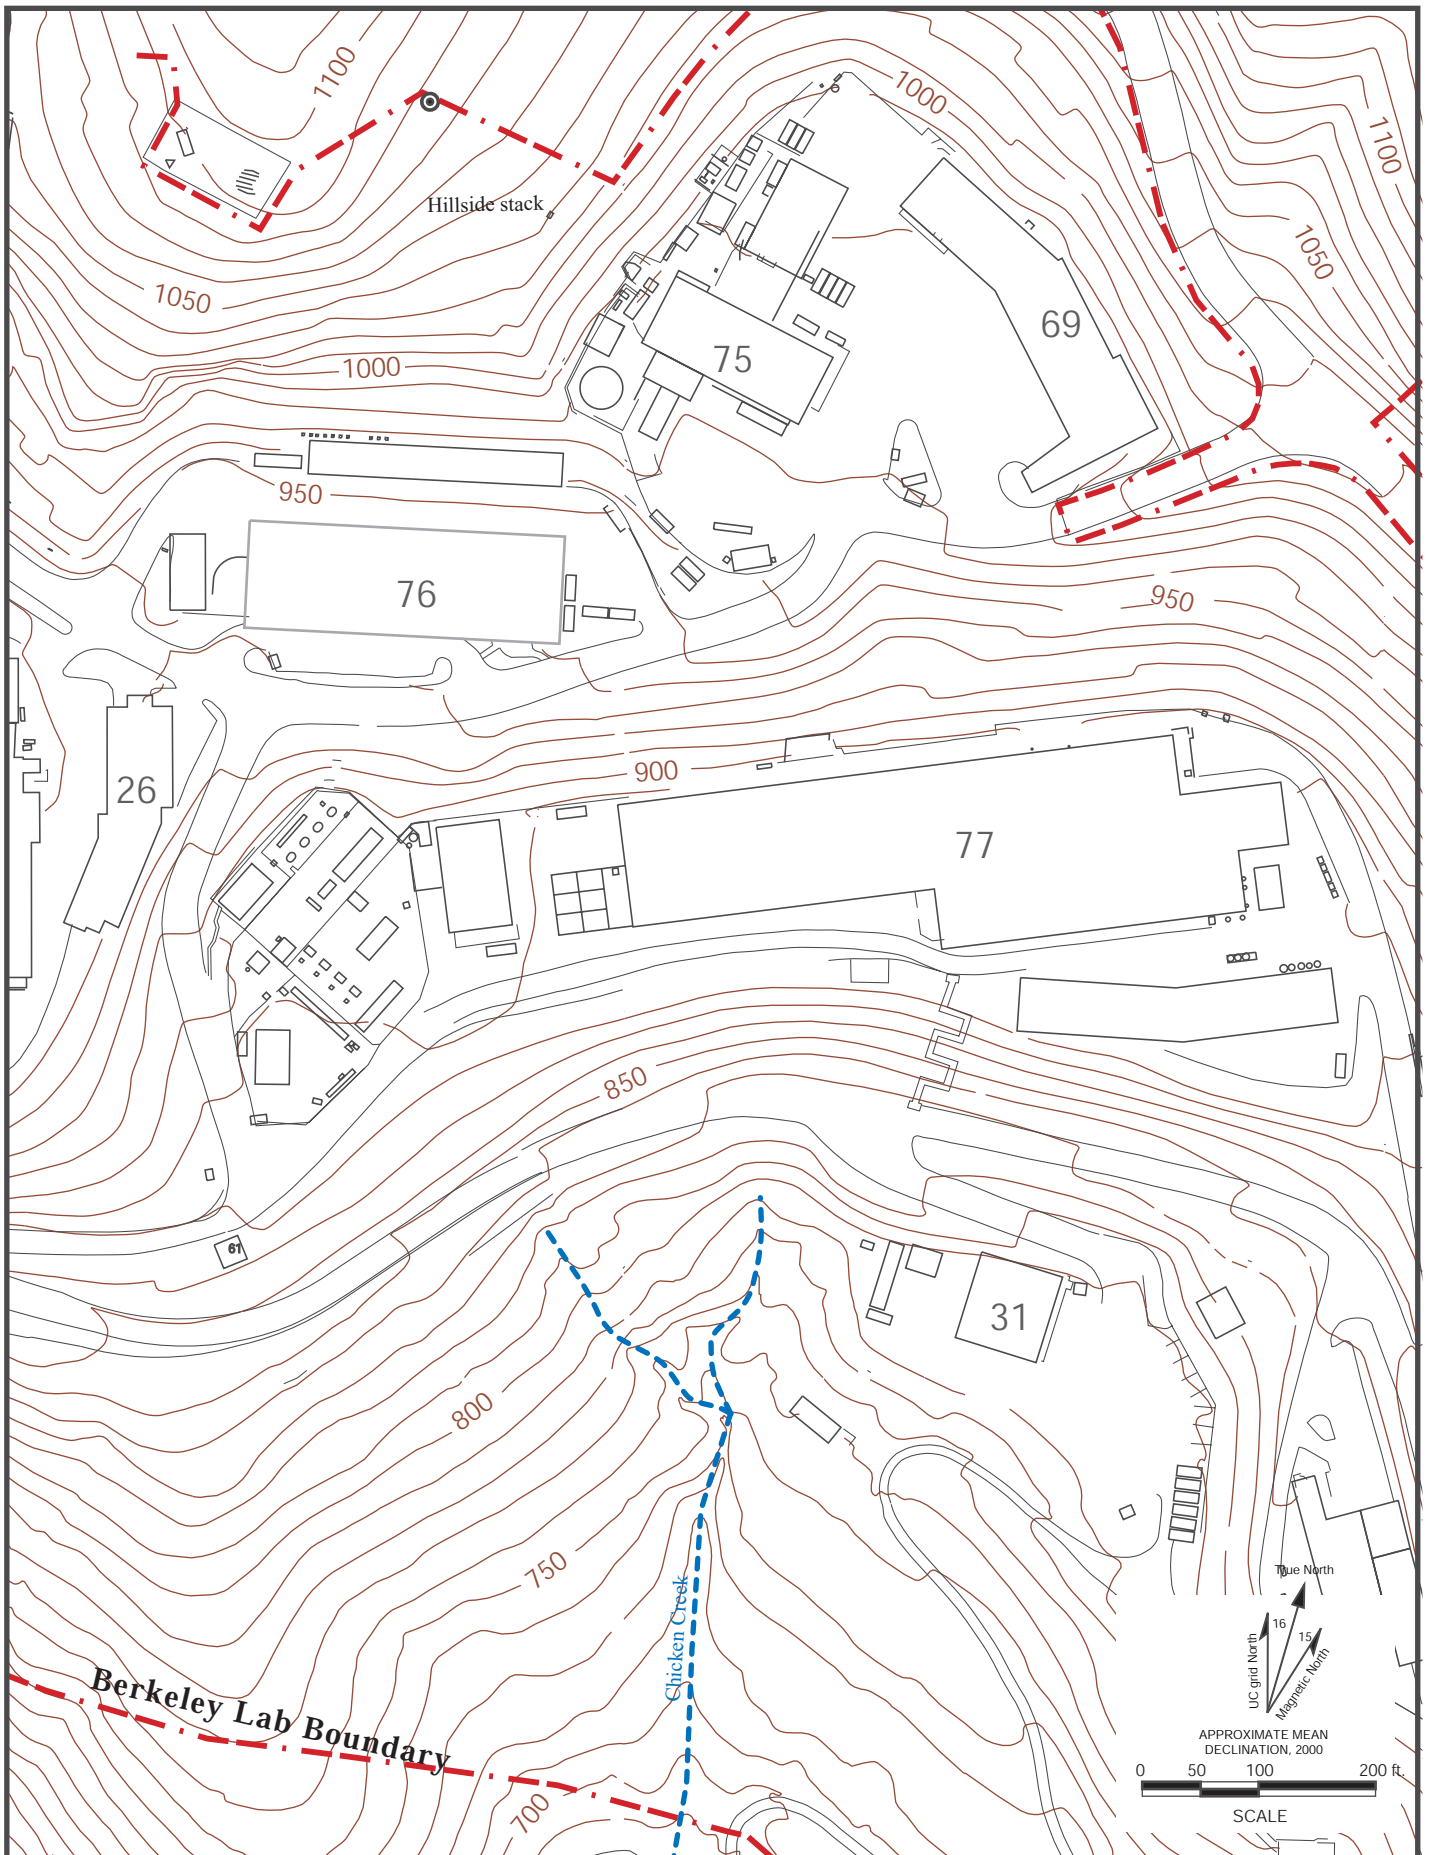 1100
1000
1100
Hillside stack
1050
1050
69
75
1000
950
76
950
26
900
77
850
61
31
800
750
Chicken Creek
Berkeley Lab Boundary
700
True North
16
15
UC grid North
Magnetic North
APPROXIMATE MEAN
DECLINATION, 2000
0 50 100 200 ft.
SCALE